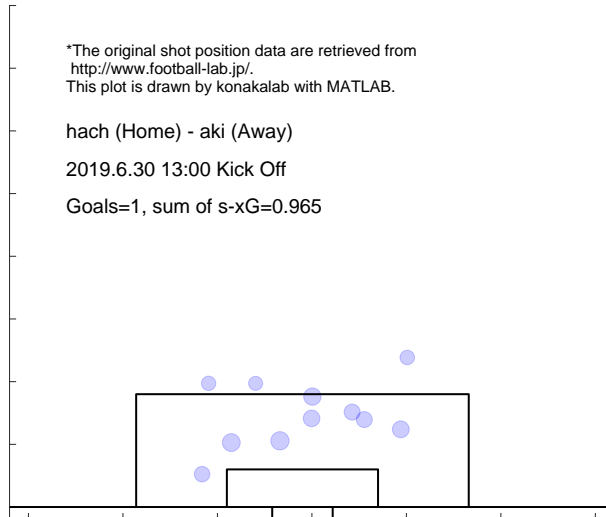 *The original shot position data are retrieved from
http://www.football-lab.jp/.
This plot is drawn by konakalab with MATLAB.
hach (Home) - aki (Away)
2019.6.30 13:00 Kick Off
Goals=1, sum of s-xG=0.965